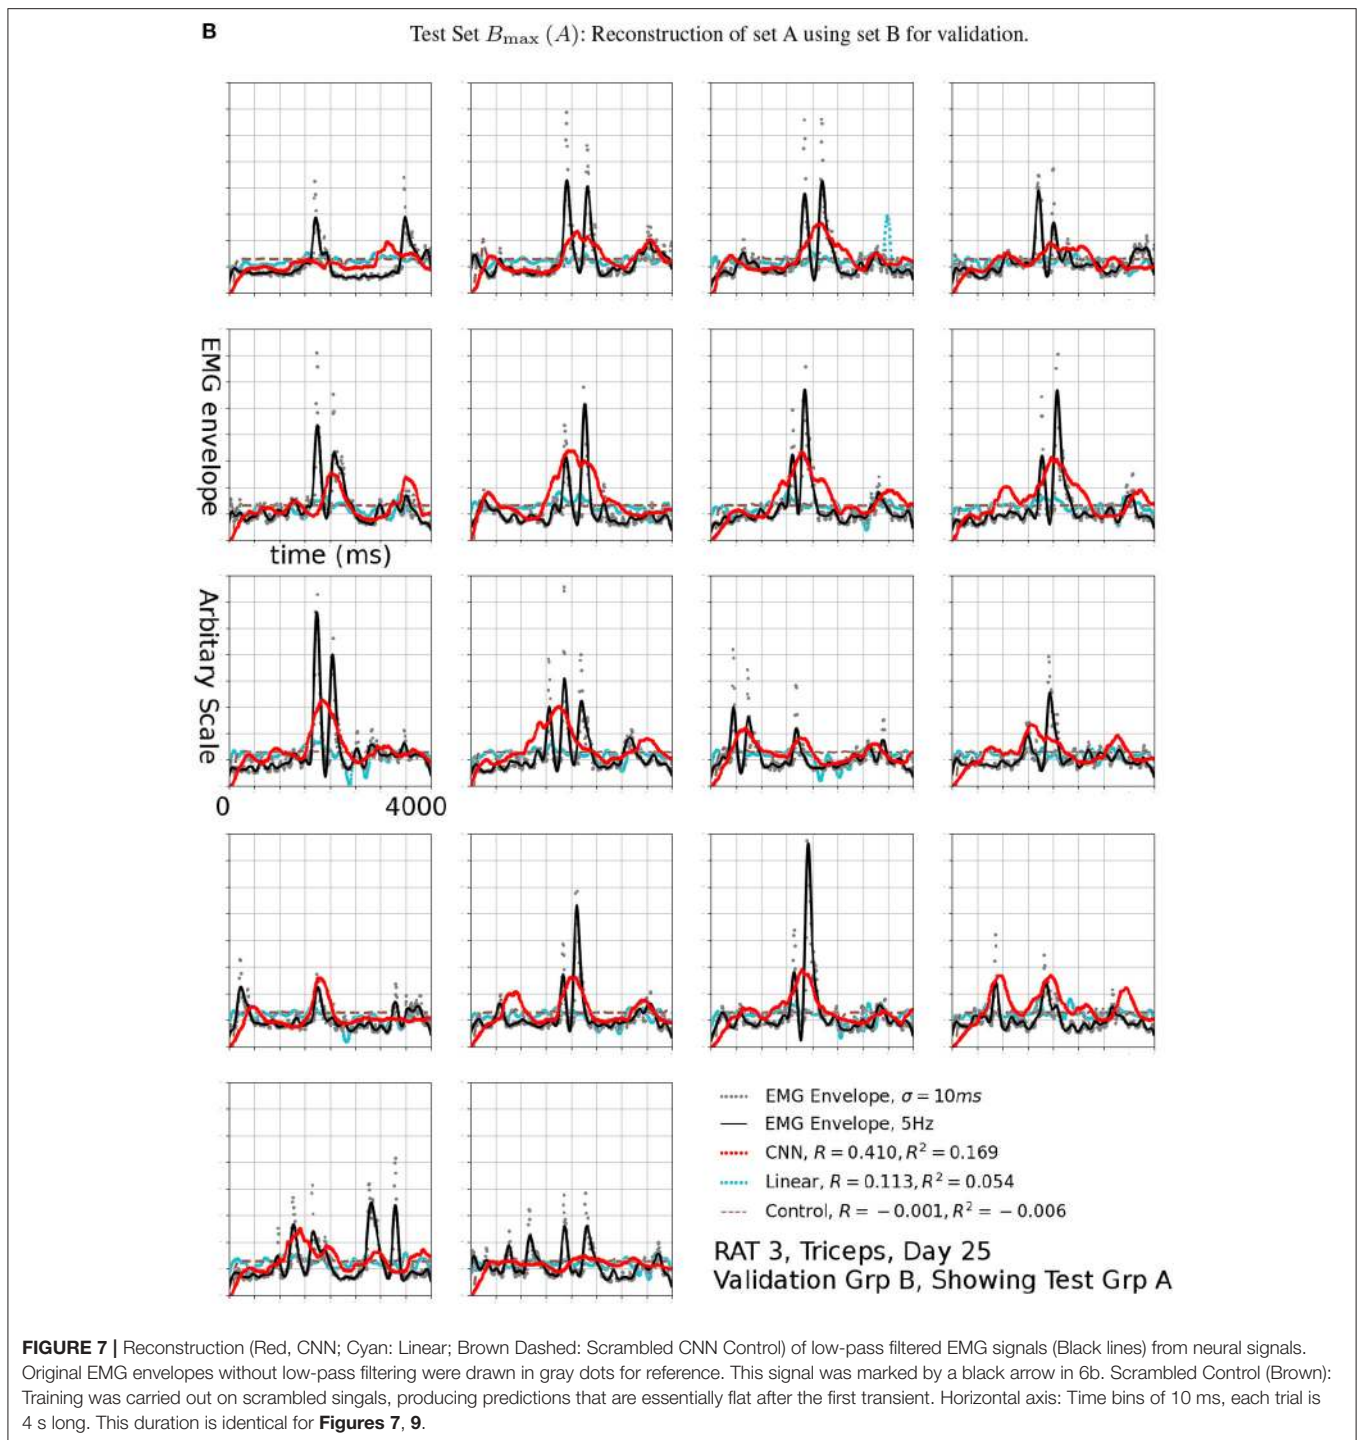 B
Test Set $B_{\max}(A)$: Reconstruction of set A using set B for validation.
EMG envelope
time (ms)
Arbitary Scale
0
4000
EMG Envelope, σ = 10ms
EMG Envelope, 5Hz
CNN, R = 0.410, R² = 0.169
Linear, R = 0.113, R² = 0.054
Control, R = −0.001, R² = −0.006
RAT 3, Triceps, Day 25
Validation Grp B, Showing Test Grp A
FIGURE 7 | Reconstruction (Red, CNN; Cyan: Linear; Brown Dashed: Scrambled CNN Control) of low-pass filtered EMG signals (Black lines) from neural signals.
Original EMG envelopes without low-pass filtering were drawn in gray dots for reference. This signal was marked by a black arrow in 6b. Scrambled Control (Brown):
Training was carried out on scrambled singals, producing predictions that are essentially flat after the first transient. Horizontal axis: Time bins of 10 ms, each trial is
4 s long. This duration is identical for Figures 7, 9.